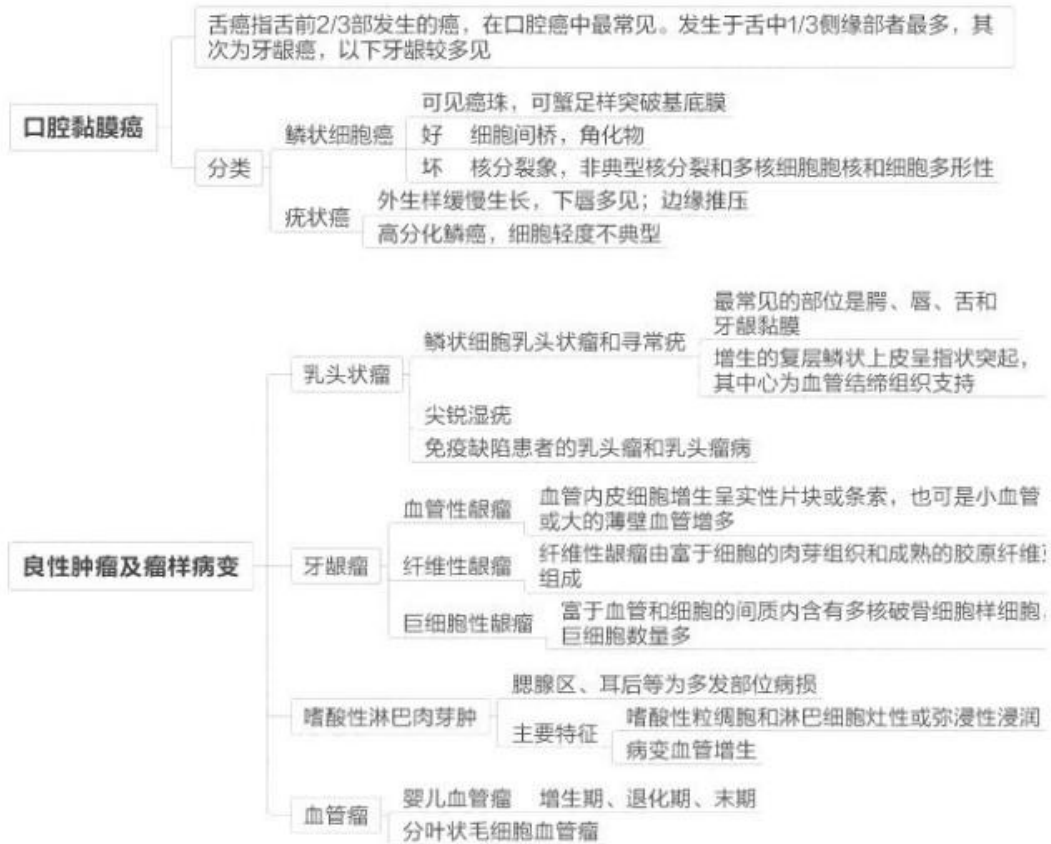 舌癌指舌前2/3部发生的癌，在口腔癌中最常见。发生于舌中1/3侧缘部者最多，其
次为牙龈癌，以下牙龈较多见
口腔黏膜癌
分类
鳞状细胞癌
可见癌珠，可蟹足样突破基底膜
好 细胞间桥，角化物
坏 核分裂象，非典型核分裂和多核细胞胞核和细胞多形性
疣状癌
外生样缓慢生长，下唇多见；边缘推压
高分化鳞癌，细胞轻度不典型
良性肿瘤及瘤样病变
乳头状瘤
鳞状细胞乳头状瘤和寻常疣
最常见的部位是腭、唇、舌和
牙龈黏膜
增生的复层鳞状上皮呈指状突起，
其中心为血管结缔组织支持
尖锐湿疣
免疫缺陷患者的乳头瘤和乳头瘤病
牙龈瘤
血管性龈瘤
血管内皮细胞增生呈实性片块或条索，也可是小血管
或大的薄壁血管增多
纤维性龈瘤
纤维性龈瘤由富于细胞的肉芽组织和成熟的胶原纤维
组成
巨细胞性龈瘤
富于血管和细胞的间质内含有多核破骨细胞样细胞，
巨细胞数量多
嗜酸性淋巴肉芽肿
腮腺区、耳后等为多发部位病损
主要特征
嗜酸性粒绸胞和淋巴细胞灶性或弥浸性浸润
病变血管增生
血管瘤
婴儿血管瘤 增生期、退化期、末期
分叶状毛细胞血管瘤